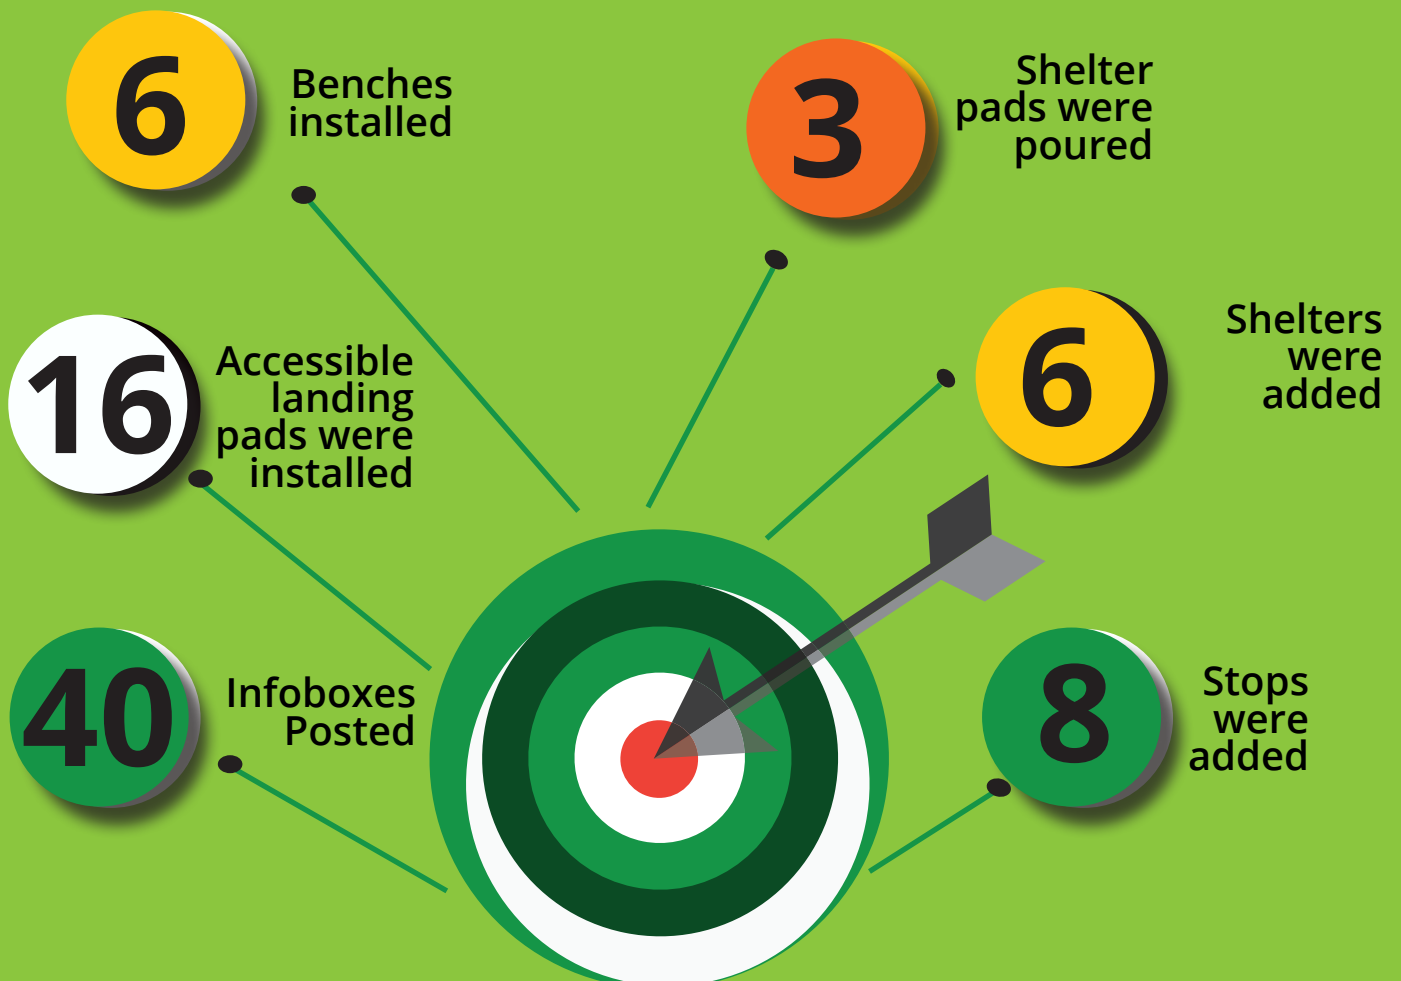 6
Benches
installed
3
Shelter
pads were
poured
16
Accessible
landing
pads were
installed
6
Shelters
were
added
40
Infoboxes
Posted
8
Stops
were
added